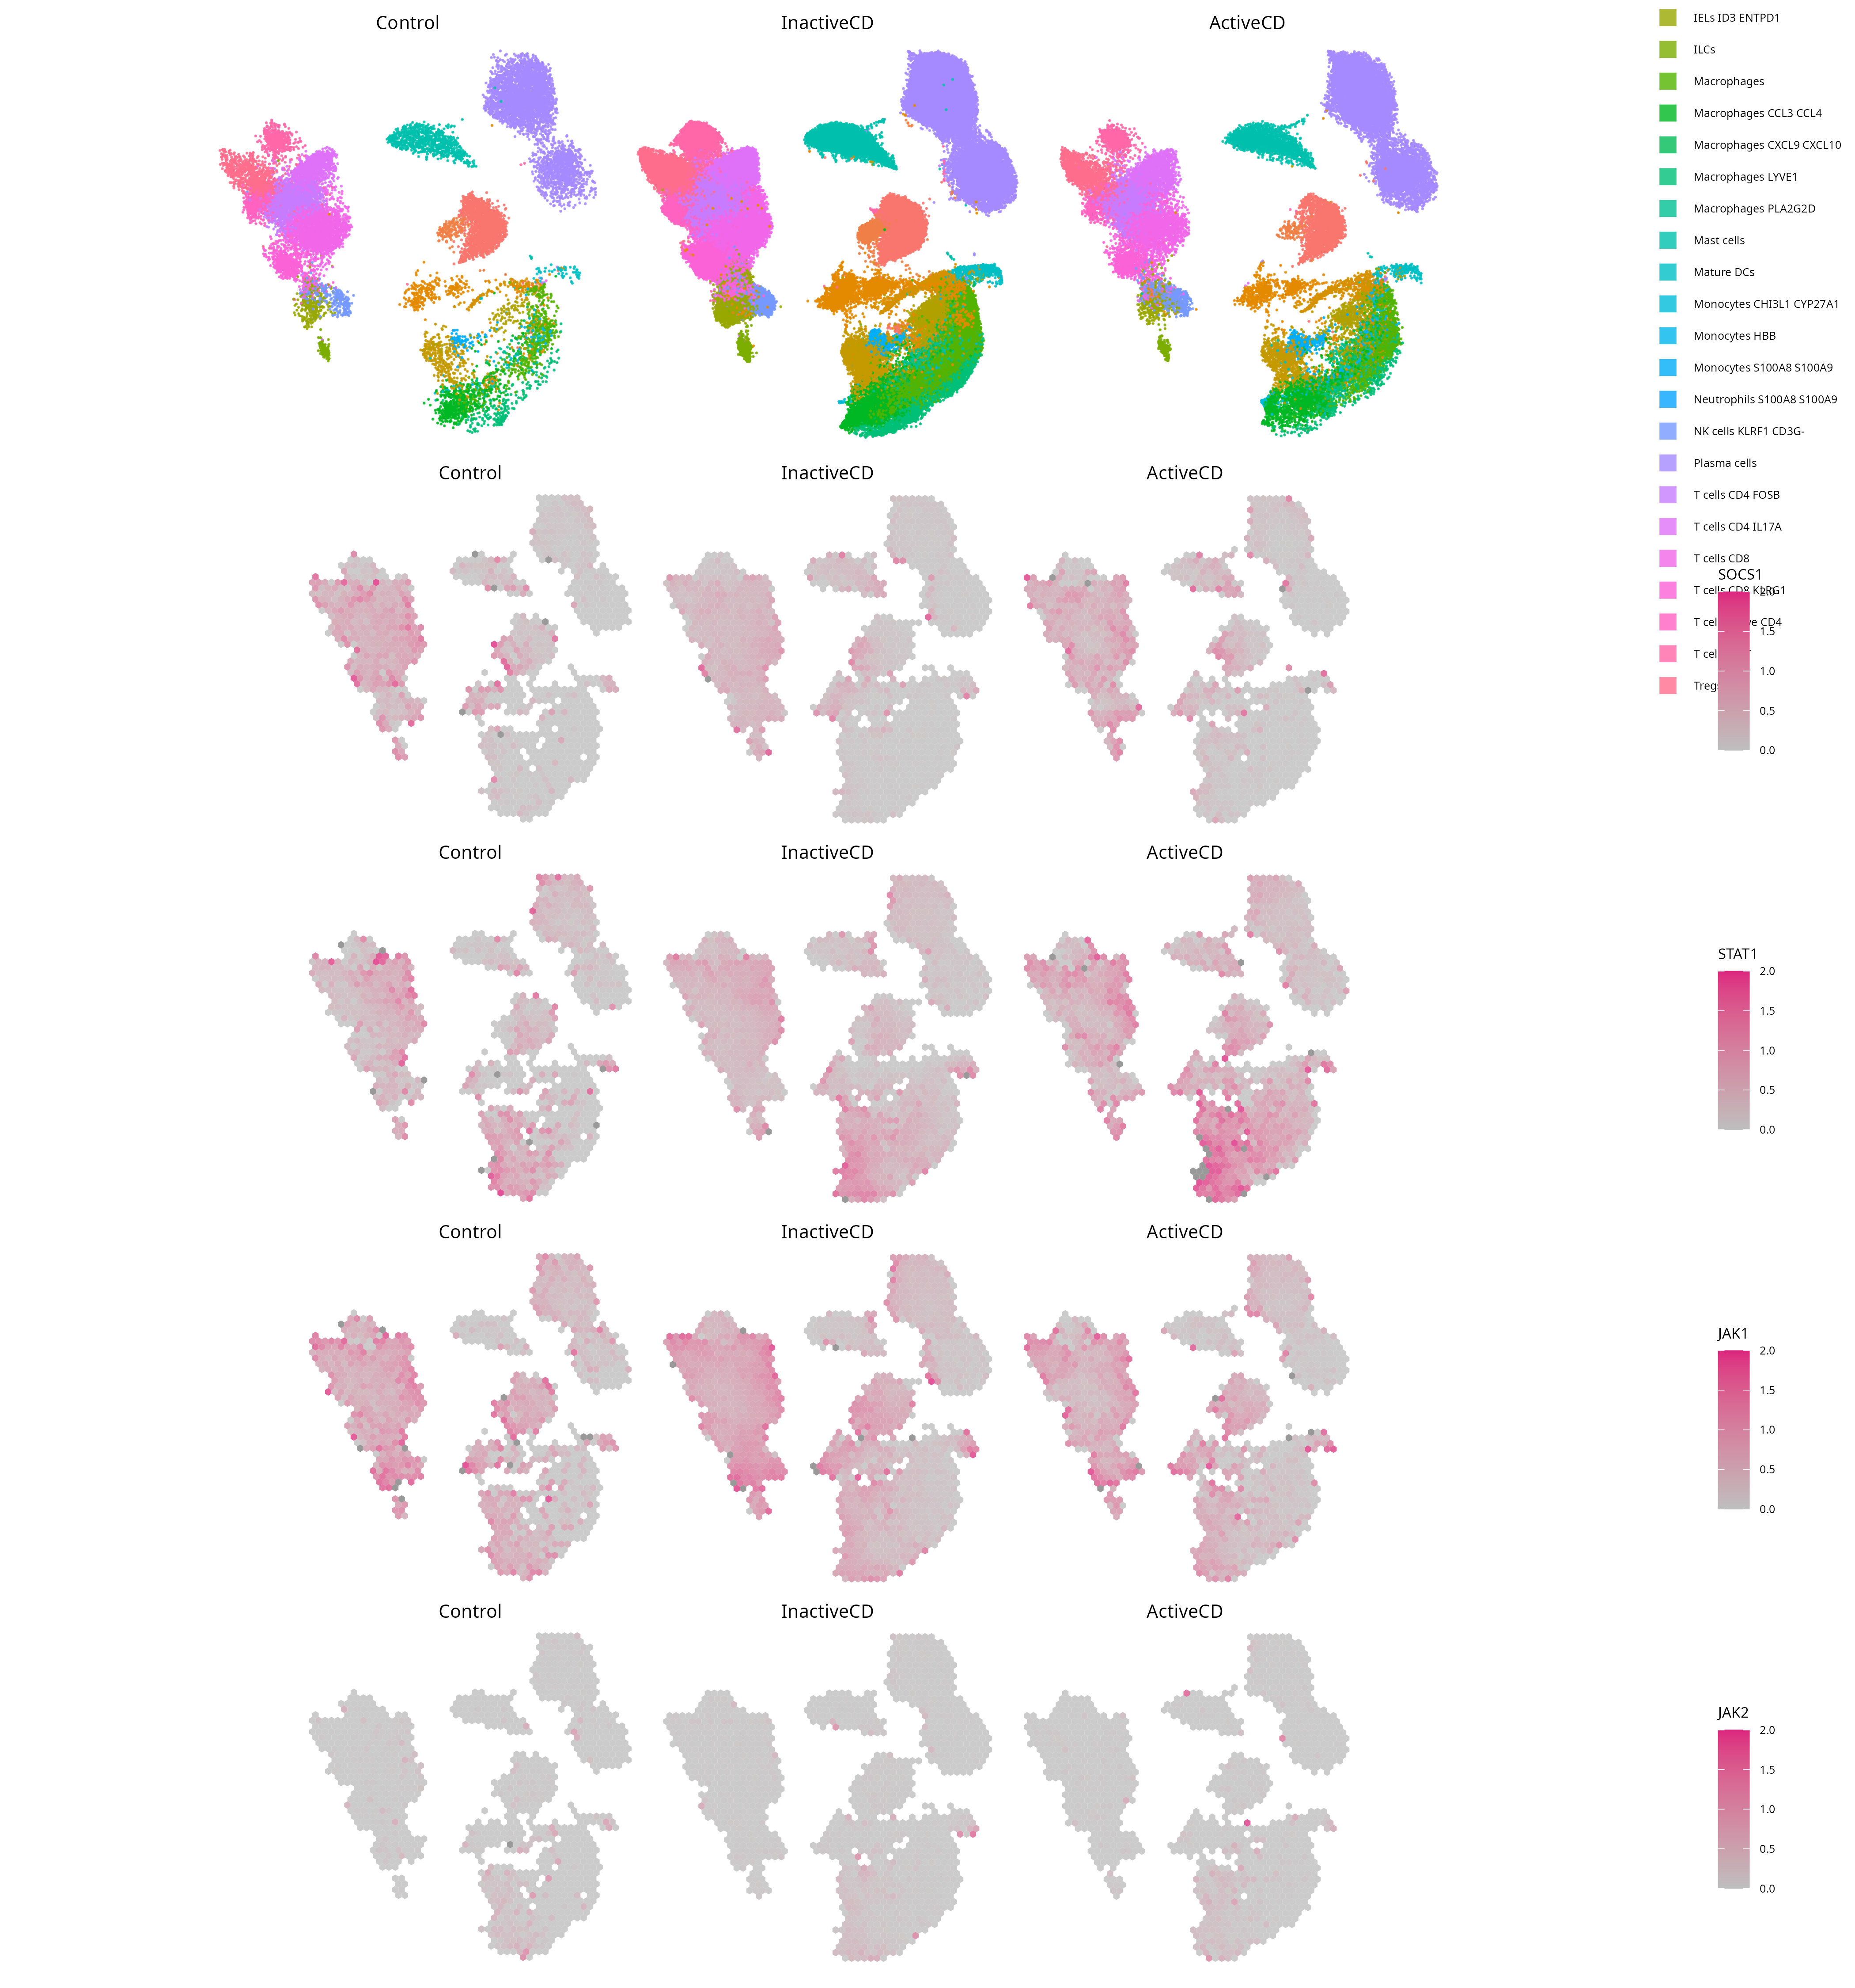 Control InactiveCD ActiveCD
IELs ID3 ENTPD1
ILCs
Macrophages
Macrophages CCL3 CCL4
Macrophages CXCL9 CXCL10
Macrophages LYVE1
Macrophages PLA2G2D
Mast cells
Mature DCs
Monocytes CHI3L1 CYP27A1
Monocytes HBB
Monocytes S100A8 S100A9
Neutrophils S100A8 S100A9
NK cells KLRF1 CD3G-
Plasma cells
T cells CD4 FOSB
T cells CD4 IL17A
T cells CD8
T cells CD8 KLRG1
T cel CD4
T cel
Tregs
Control InactiveCD ActiveCD
SOCS1
2.0
1.5
1.0
0.5
0.0
Control InactiveCD ActiveCD
STAT1
2.0
1.5
1.0
0.5
0.0
Control InactiveCD ActiveCD
JAK1
2.0
1.5
1.0
0.5
0.0
Control InactiveCD ActiveCD
JAK2
2.0
1.5
1.0
0.5
0.0